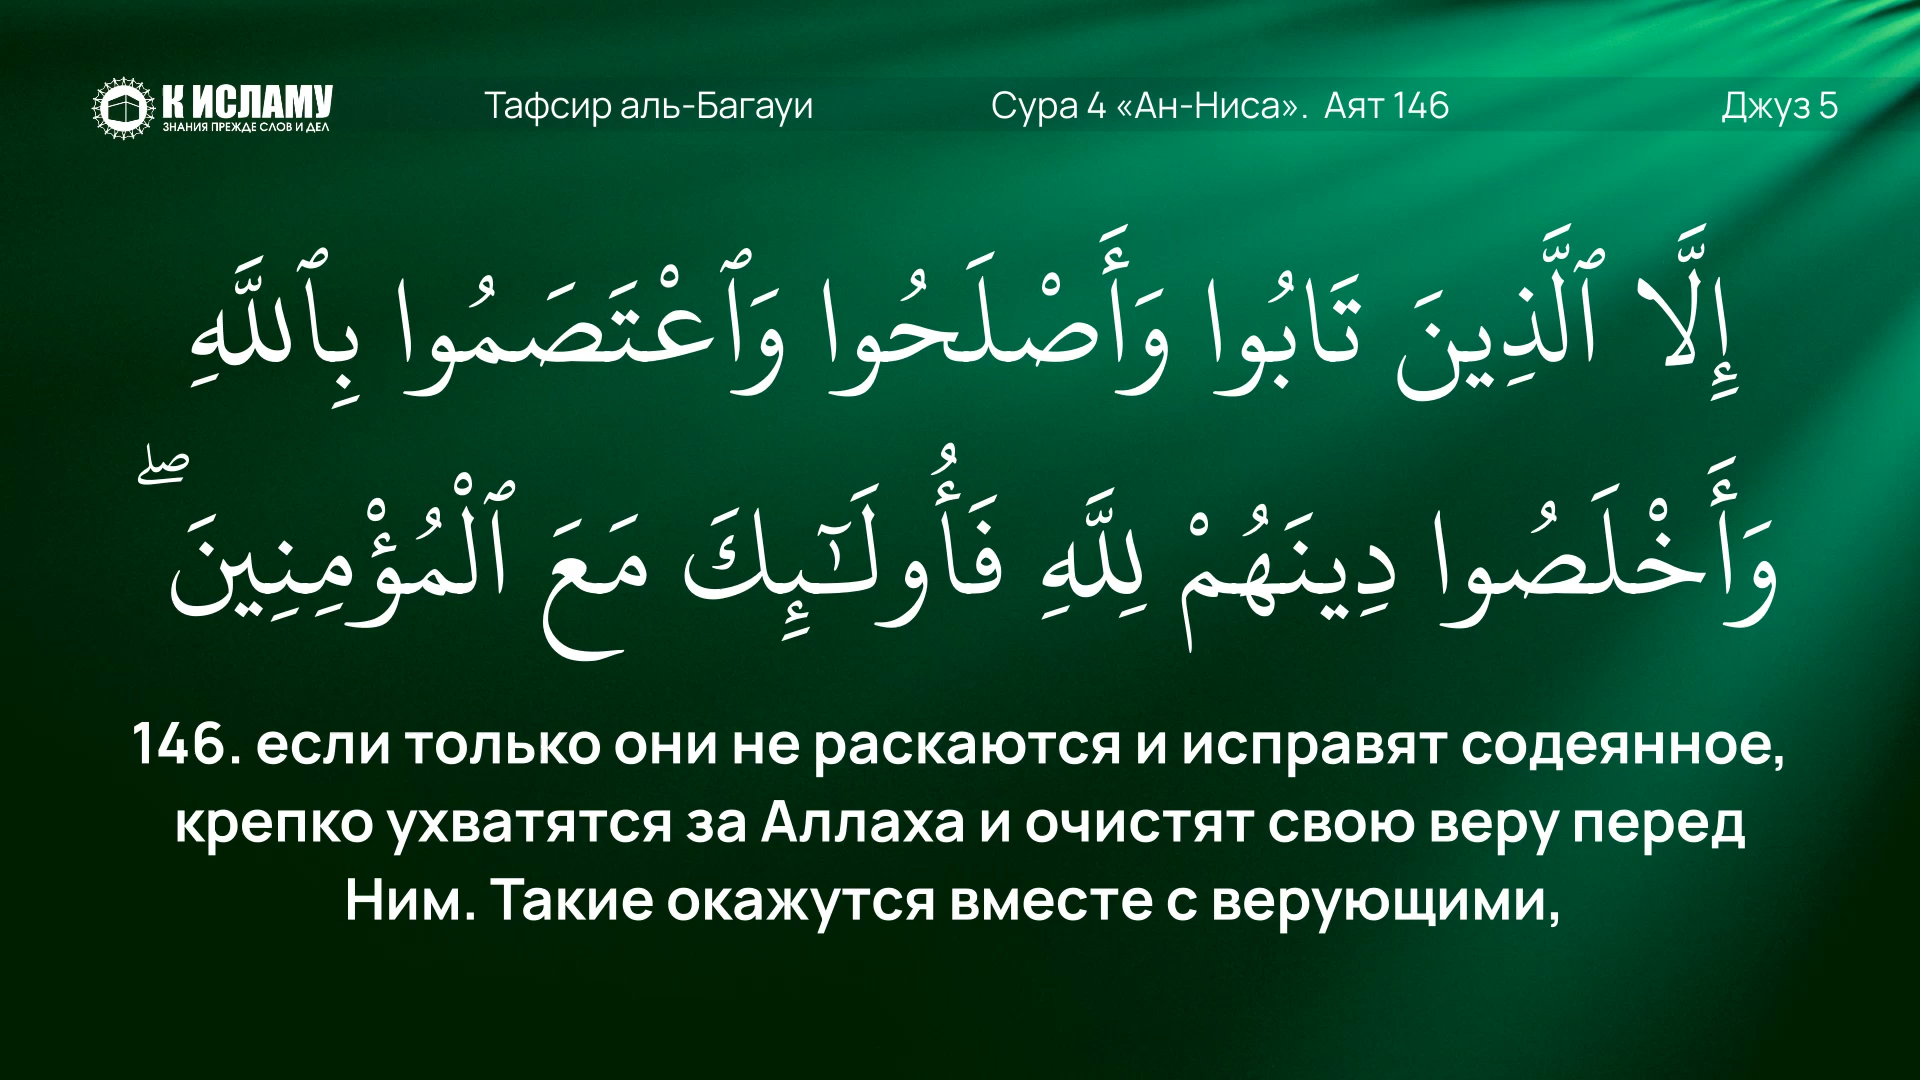 К ИСЛАМУ
ЗНАНИЯ ПРЕЖДЕ СЛОВ И ДЕЛ
Тафсир аль-Багауи
Сура 4 «Ан-Ниса». Аят 146
Джуз 5
إِلَّا ٱلَّذِينَ تَابُوا وَأَصْلَحُوا وَٱعْتَصَمُوا بِٱللَّهِ
وَأَخْلَصُوا دِينَهُمْ لِلَّهِ فَأُولَـٰٓئِكَ مَعَ ٱلْمُؤْمِنِينَ ۖ
146. если только они не раскаются и исправят содеянное,
крепко ухватятся за Аллаха и очистят свою веру перед
Ним. Такие окажутся вместе с верующими,